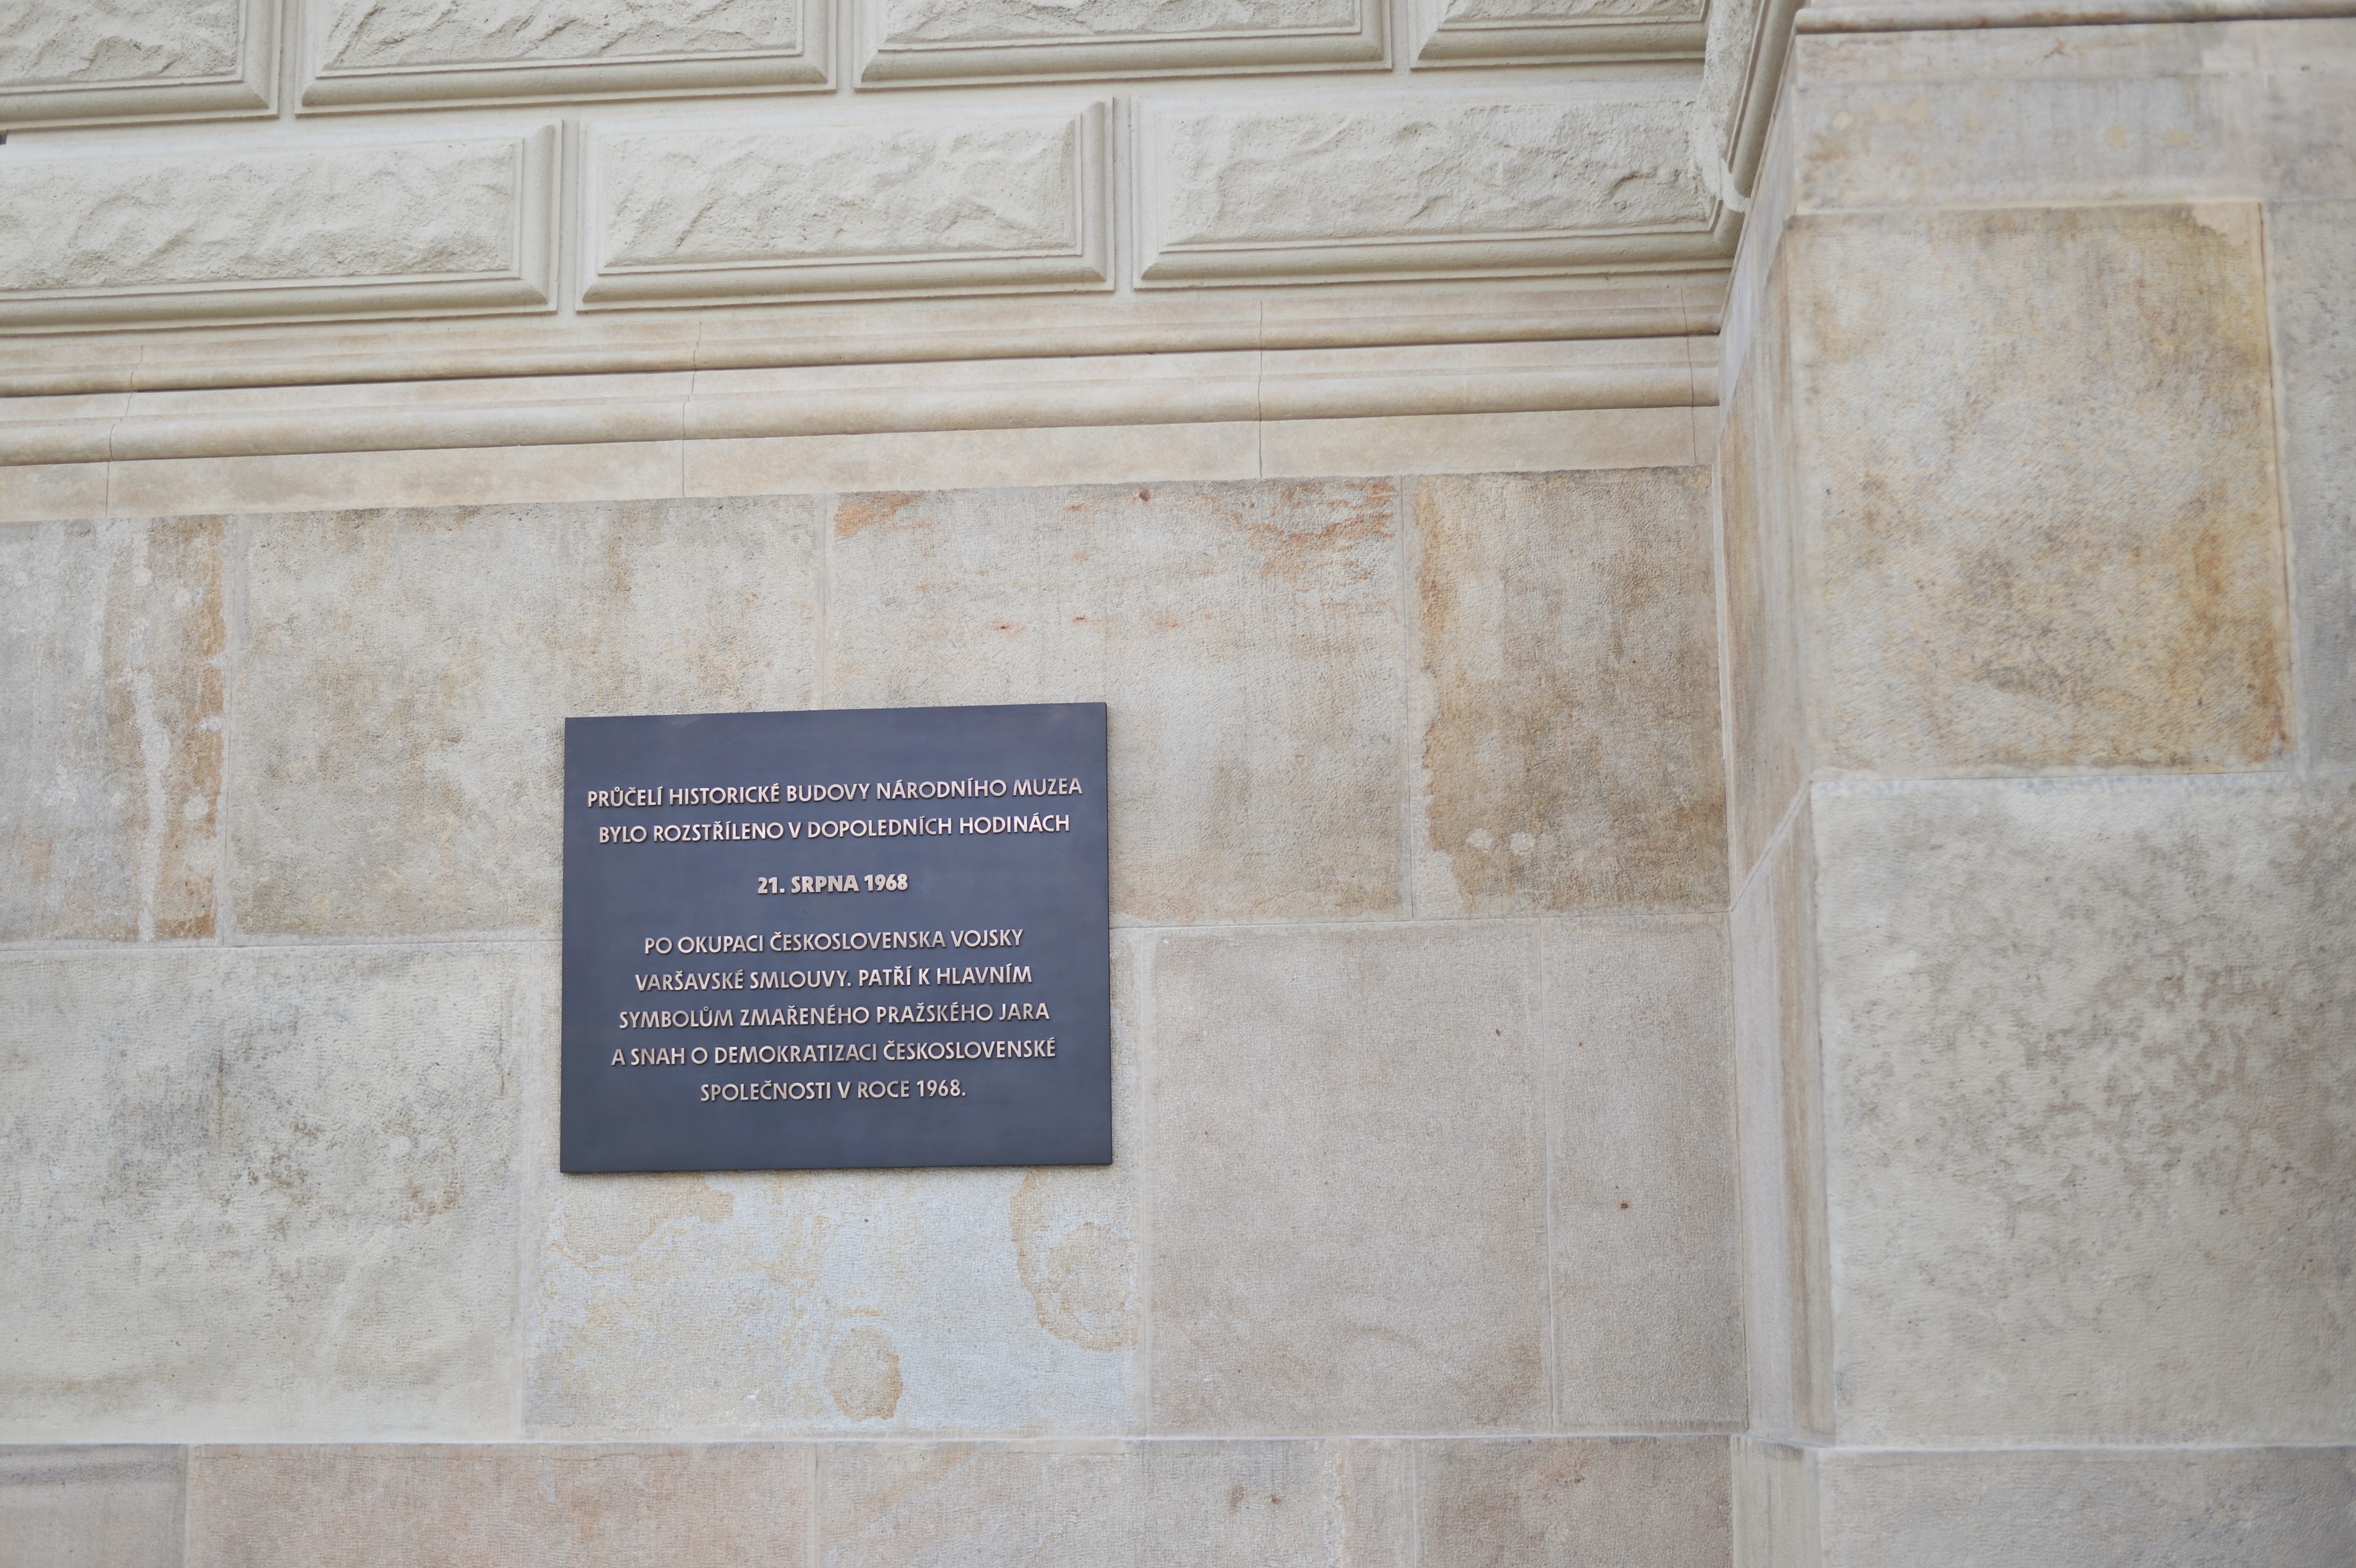 PRŮČELÍ HISTORICKÉ BUDOVY NÁRODNÍHO MUZEA
BYLO ROZSTŘÍLENO V DOPOLEDNÍCH HODINÁCH
21. SRPNA 1968
PO OKUPACI ČESKOSLOVENSKA VOJSKY
VARŠAVSKÉ SMLOUVY. PATŘÍ K HLAVNÍM
SYMBOLŮM ZMAŘENÉHO PRAŽSKÉHO JARA
A SNAH O DEMOKRATIZACI ČESKOSLOVENSKÉ
SPOLEČNOSTI V ROCE 1968.